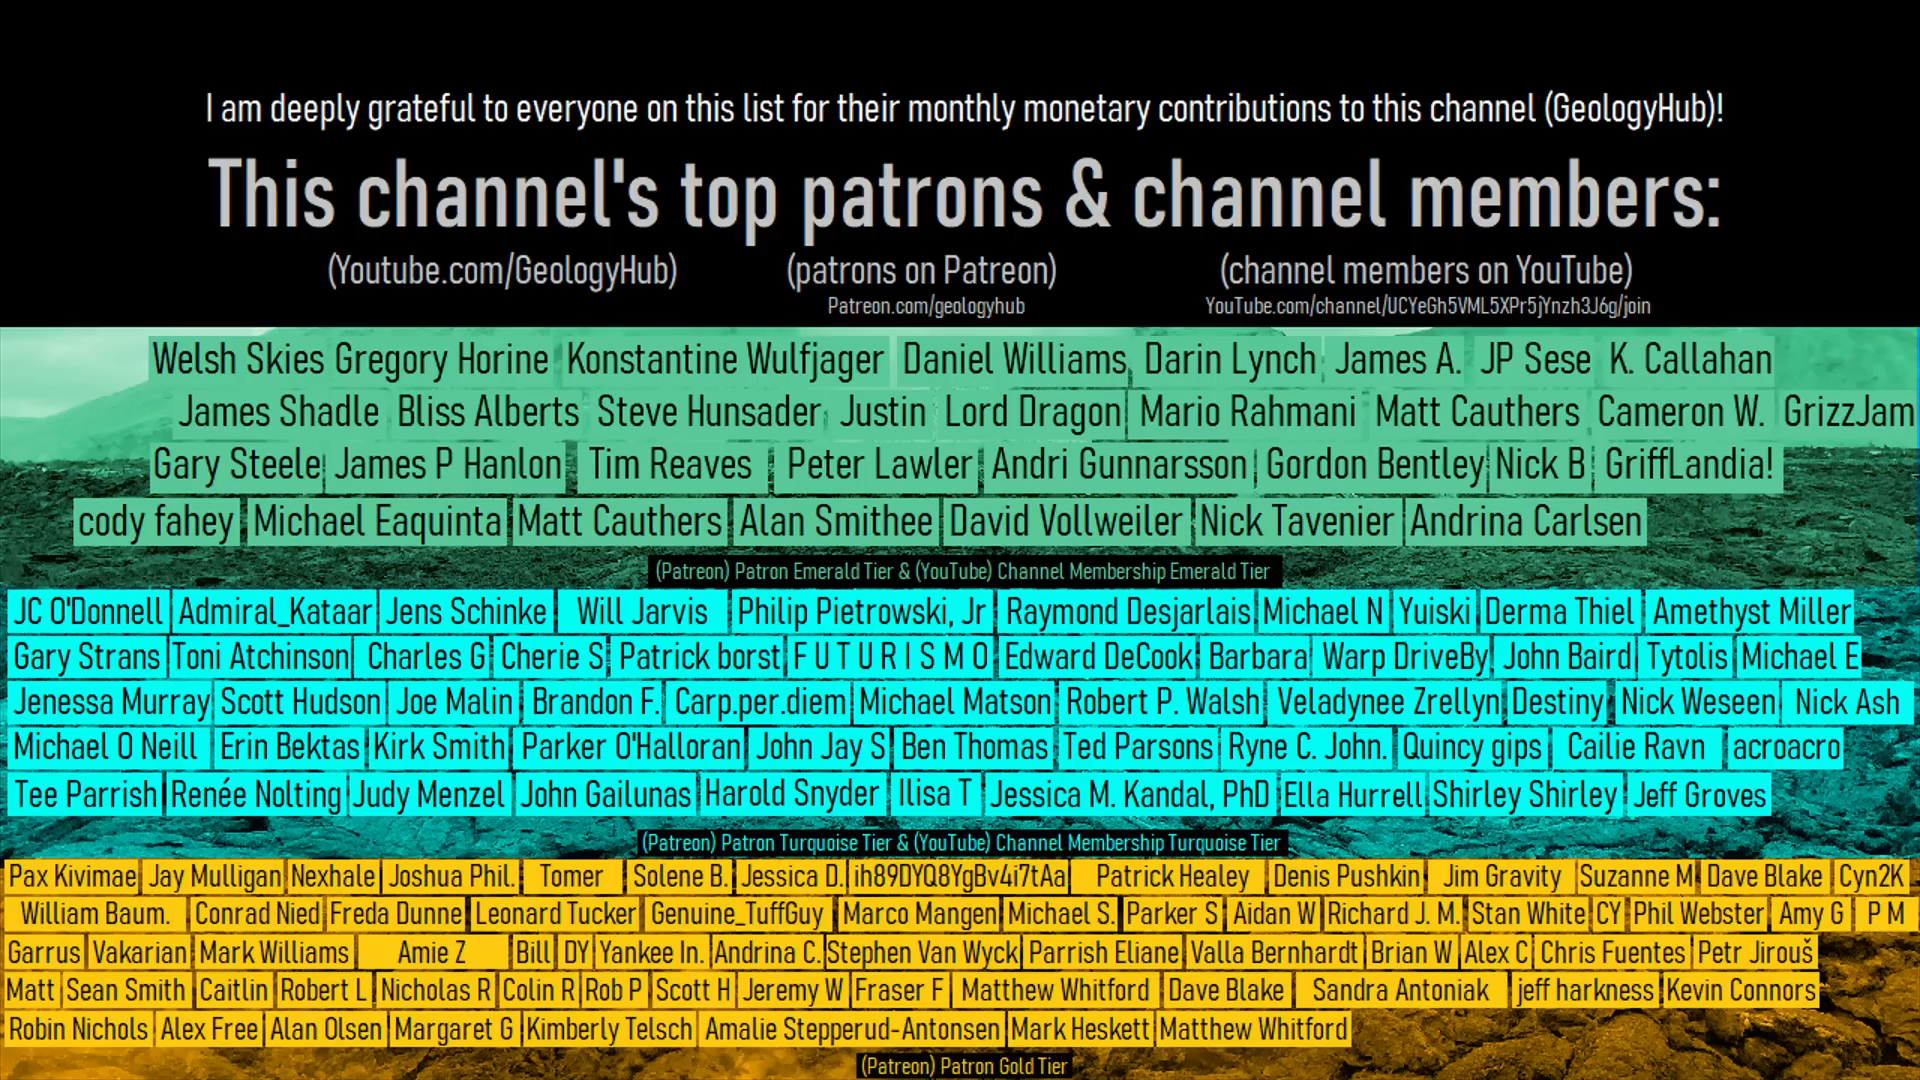 I am deeply grateful to everyone on this list for their monthly monetary contributions to this channel (GeologyHub)!
This channel's top patrons & channel members:
(Youtube.com/GeologyHub) (patrons on Patreon) (channel members on YouTube)
Patreon.com/geologyhub YouTube.com/channel/UCYeGh5VML5XPr5jYnzh3J6g/join
Welsh Skies Gregory Horine Konstantine Wulfjager Daniel Williams Darin Lynch James A. JP Sese K. Callahan
James Shadle Bliss Alberts Steve Hunsader Justin Lord Dragon Mario Rahmani Matt Cauthers Cameron W. GrizzJam
Gary Steele James P Hanlon Tim Reaves Peter Lawler Andri Gunnarsson Gordon Bentley Nick B GriffLandia!
cody fahey Michael Eaquinta Matt Cauthers Alan Smithee David Vollweiler Nick Tavenier Andrina Carlsen
(Patreon) Patron Emerald Tier & (YouTube) Channel Membership Emerald Tier
JC O'Donnell Admiral_Kataar Jens Schinke Will Jarvis Philip Pietrowski, Jr Raymond Desjarlais Michael N Yuiski Derma Thiel Amethyst Miller
Gary Strans Toni Atchinson Charles G Cherie S Patrick borst F U T U R I S M O Edward DeCook Barbara Warp DriveBy John Baird Tytolis Michael E
Jenessa Murray Scott Hudson Joe Malin Brandon F. Carp.per.diem Michael Matson Robert P. Walsh Veladynee Zrellyn Destiny Nick Weseen Nick Ash
Michael O Neill Erin Bektas Kirk Smith Parker O'Halloran John Jay S Ben Thomas Ted Parsons Ryne C. John. Quincy gips Cailie Ravn acroacro
Tee Parrish Renée Nolting Judy Menzel John Gailunas Harold Snyder Ilisa T Jessica M. Kandal, PhD Ella Hurrell Shirley Shirley Jeff Groves
(Patreon) Patron Turquoise Tier & (YouTube) Channel Membership Turquoise Tier
Pax Kivimae Jay Mulligan Nexhale Joshua Phil. Tomer Solene B. Jessica D. ih89DYQ8YgBv4i7tAa Patrick Healey Denis Pushkin Jim Gravity Suzanne M Dave Blake Cyn2K
William Baum. Conrad Nied Freda Dunne Leonard Tucker Genuine_TuffGuy Marco Mangen Michael S. Parker S Aidan W Richard J. M. Stan White CY Phil Webster Amy G P M
Garrus Vakarian Mark Williams Amie Z Bill DY Yankee In. Andrina C. Stephen Van Wyck Parrish Eliane Valla Bernhardt Brian W Alex C Chris Fuentes Petr Jirouš
Matt Sean Smith Caitlin Robert L Nicholas R Colin R Rob P Scott H Jeremy W Fraser F Matthew Whitford Dave Blake Sandra Antoniak jeff harkness Kevin Connors
Robin Nichols Alex Free Alan Olsen Margaret G Kimberly Telsch Amalie Stepperud-Antonsen Mark Heskett Matthew Whitford
(Patreon) Patron Gold Tier